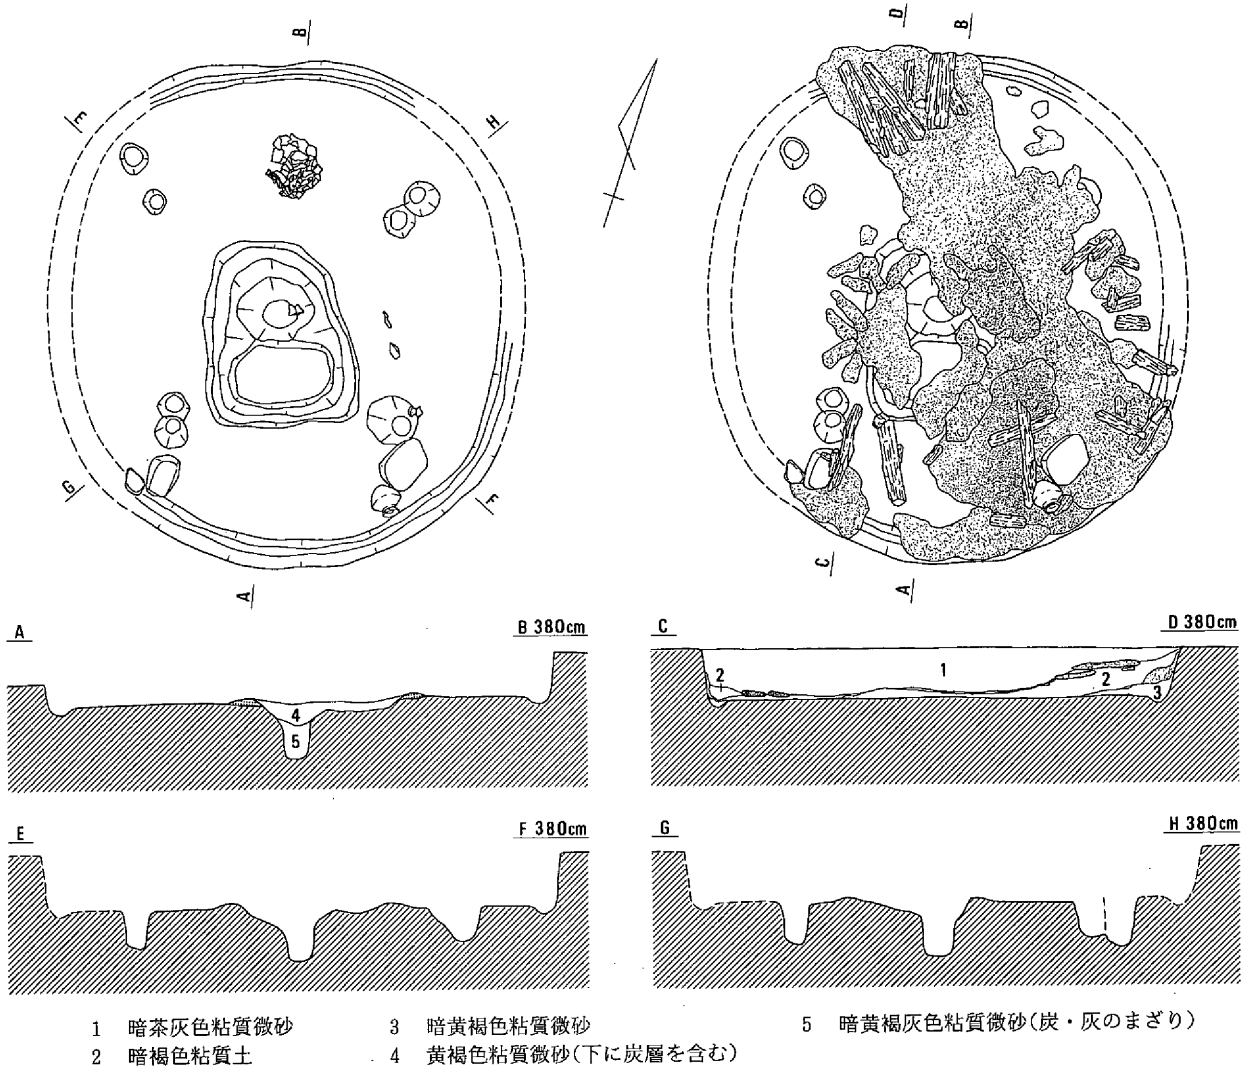 B
D
B
E
H
G
F
A
C
A
A
B 380cm
C
D 380cm
4
5
1
2
2
3
E
F 380cm
G
H 380cm
1 暗茶灰色粘質微砂
2 暗褐色粘質土
3 暗黄褐色粘質微砂
4 黄褐色粘質微砂(下に炭層を含む)
5 暗黄褐灰色粘質微砂(炭・灰のまざり)